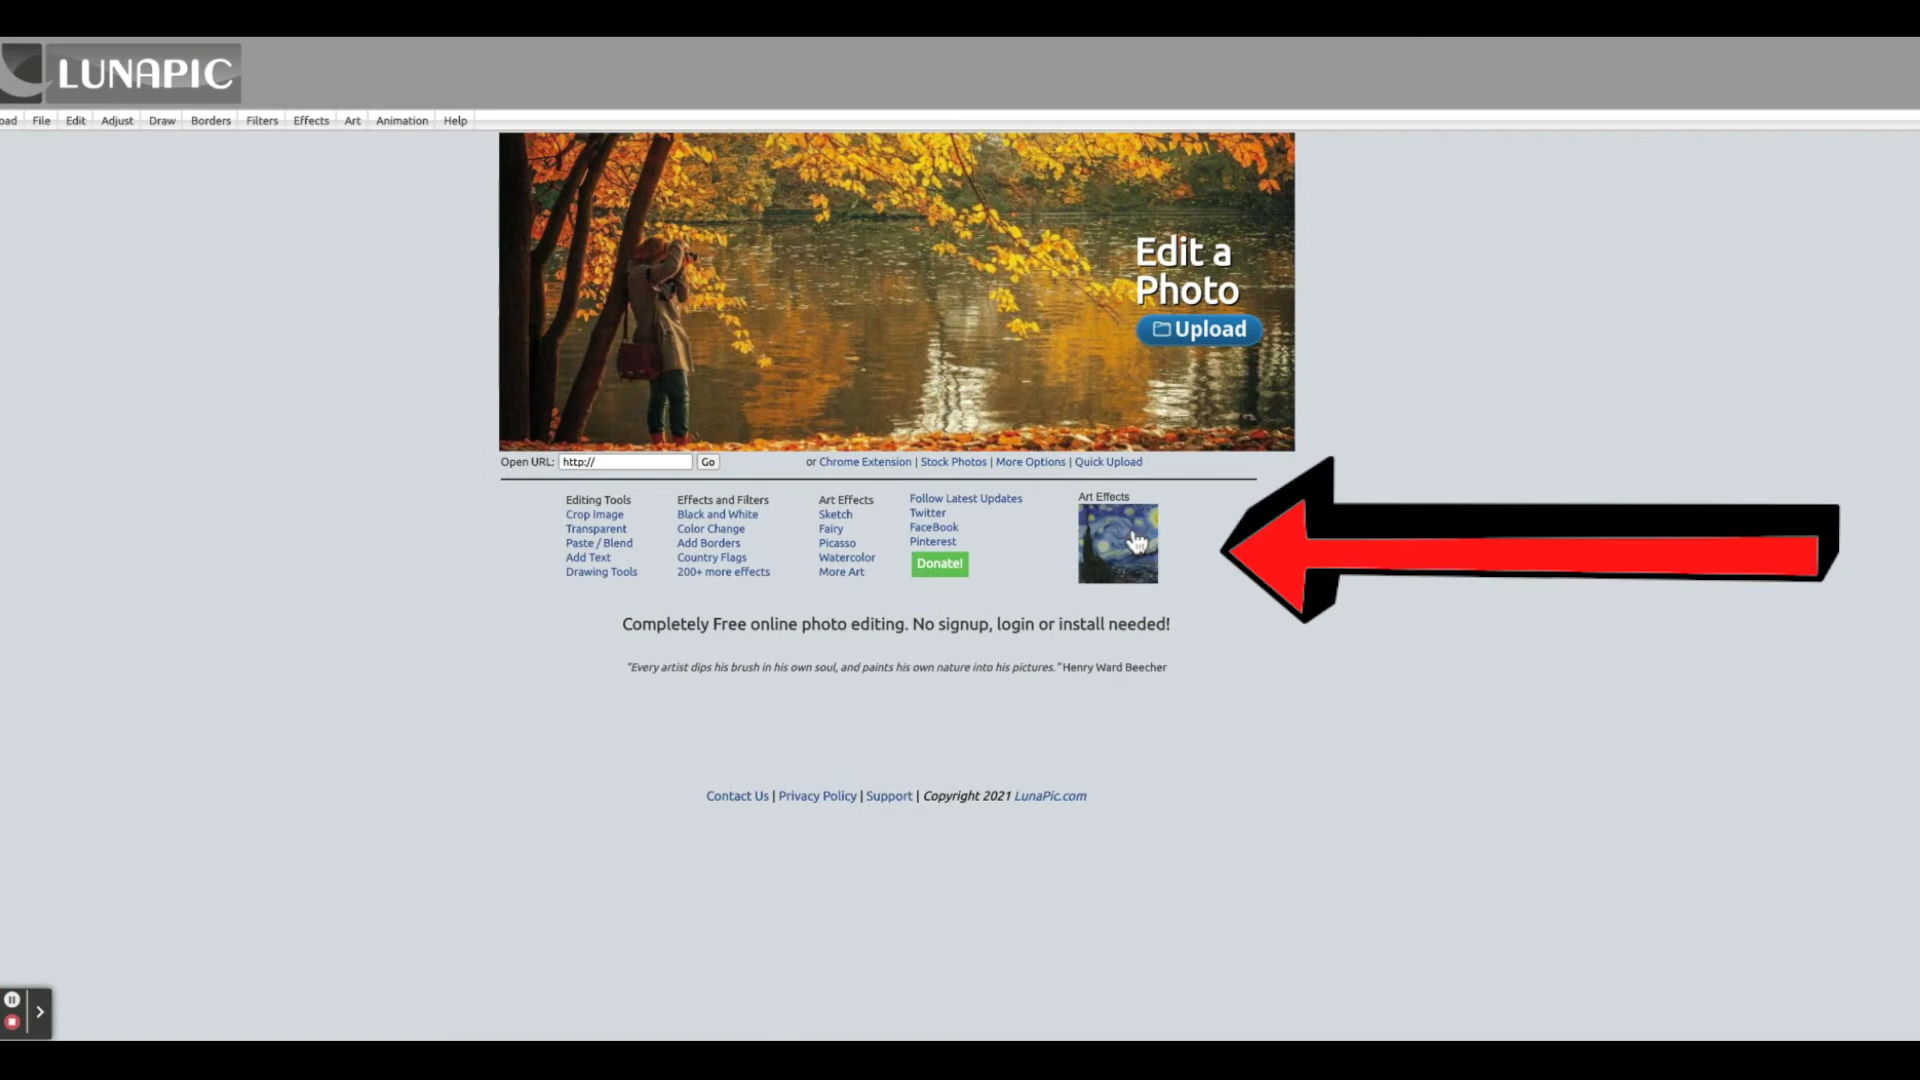 LUNAPIC
oad File Edit Adjust Draw Borders Filters Effects Art Animation Help
Edit a
Photo
Upload
Open URL: http:// Go or Chrome Extension | Stock Photos | More Options | Quick Upload
Editing Tools
Crop Image
Transparent
Paste / Blend
Add Text
Drawing Tools
Effects and Filters
Black and White
Color Change
Add Borders
Country Flags
200+ more effects
Art Effects
Sketch
Fairy
Picasso
Watercolor
More Art
Follow Latest Updates
Twitter
FaceBook
Pinterest
Donate!
Art Effects
Completely Free online photo editing. No signup, login or install needed!
"Every artist dips his brush in his own soul, and paints his own nature into his pictures." Henry Ward Beecher
Contact Us | Privacy Policy | Support | Copyright 2021 LunaPic.com